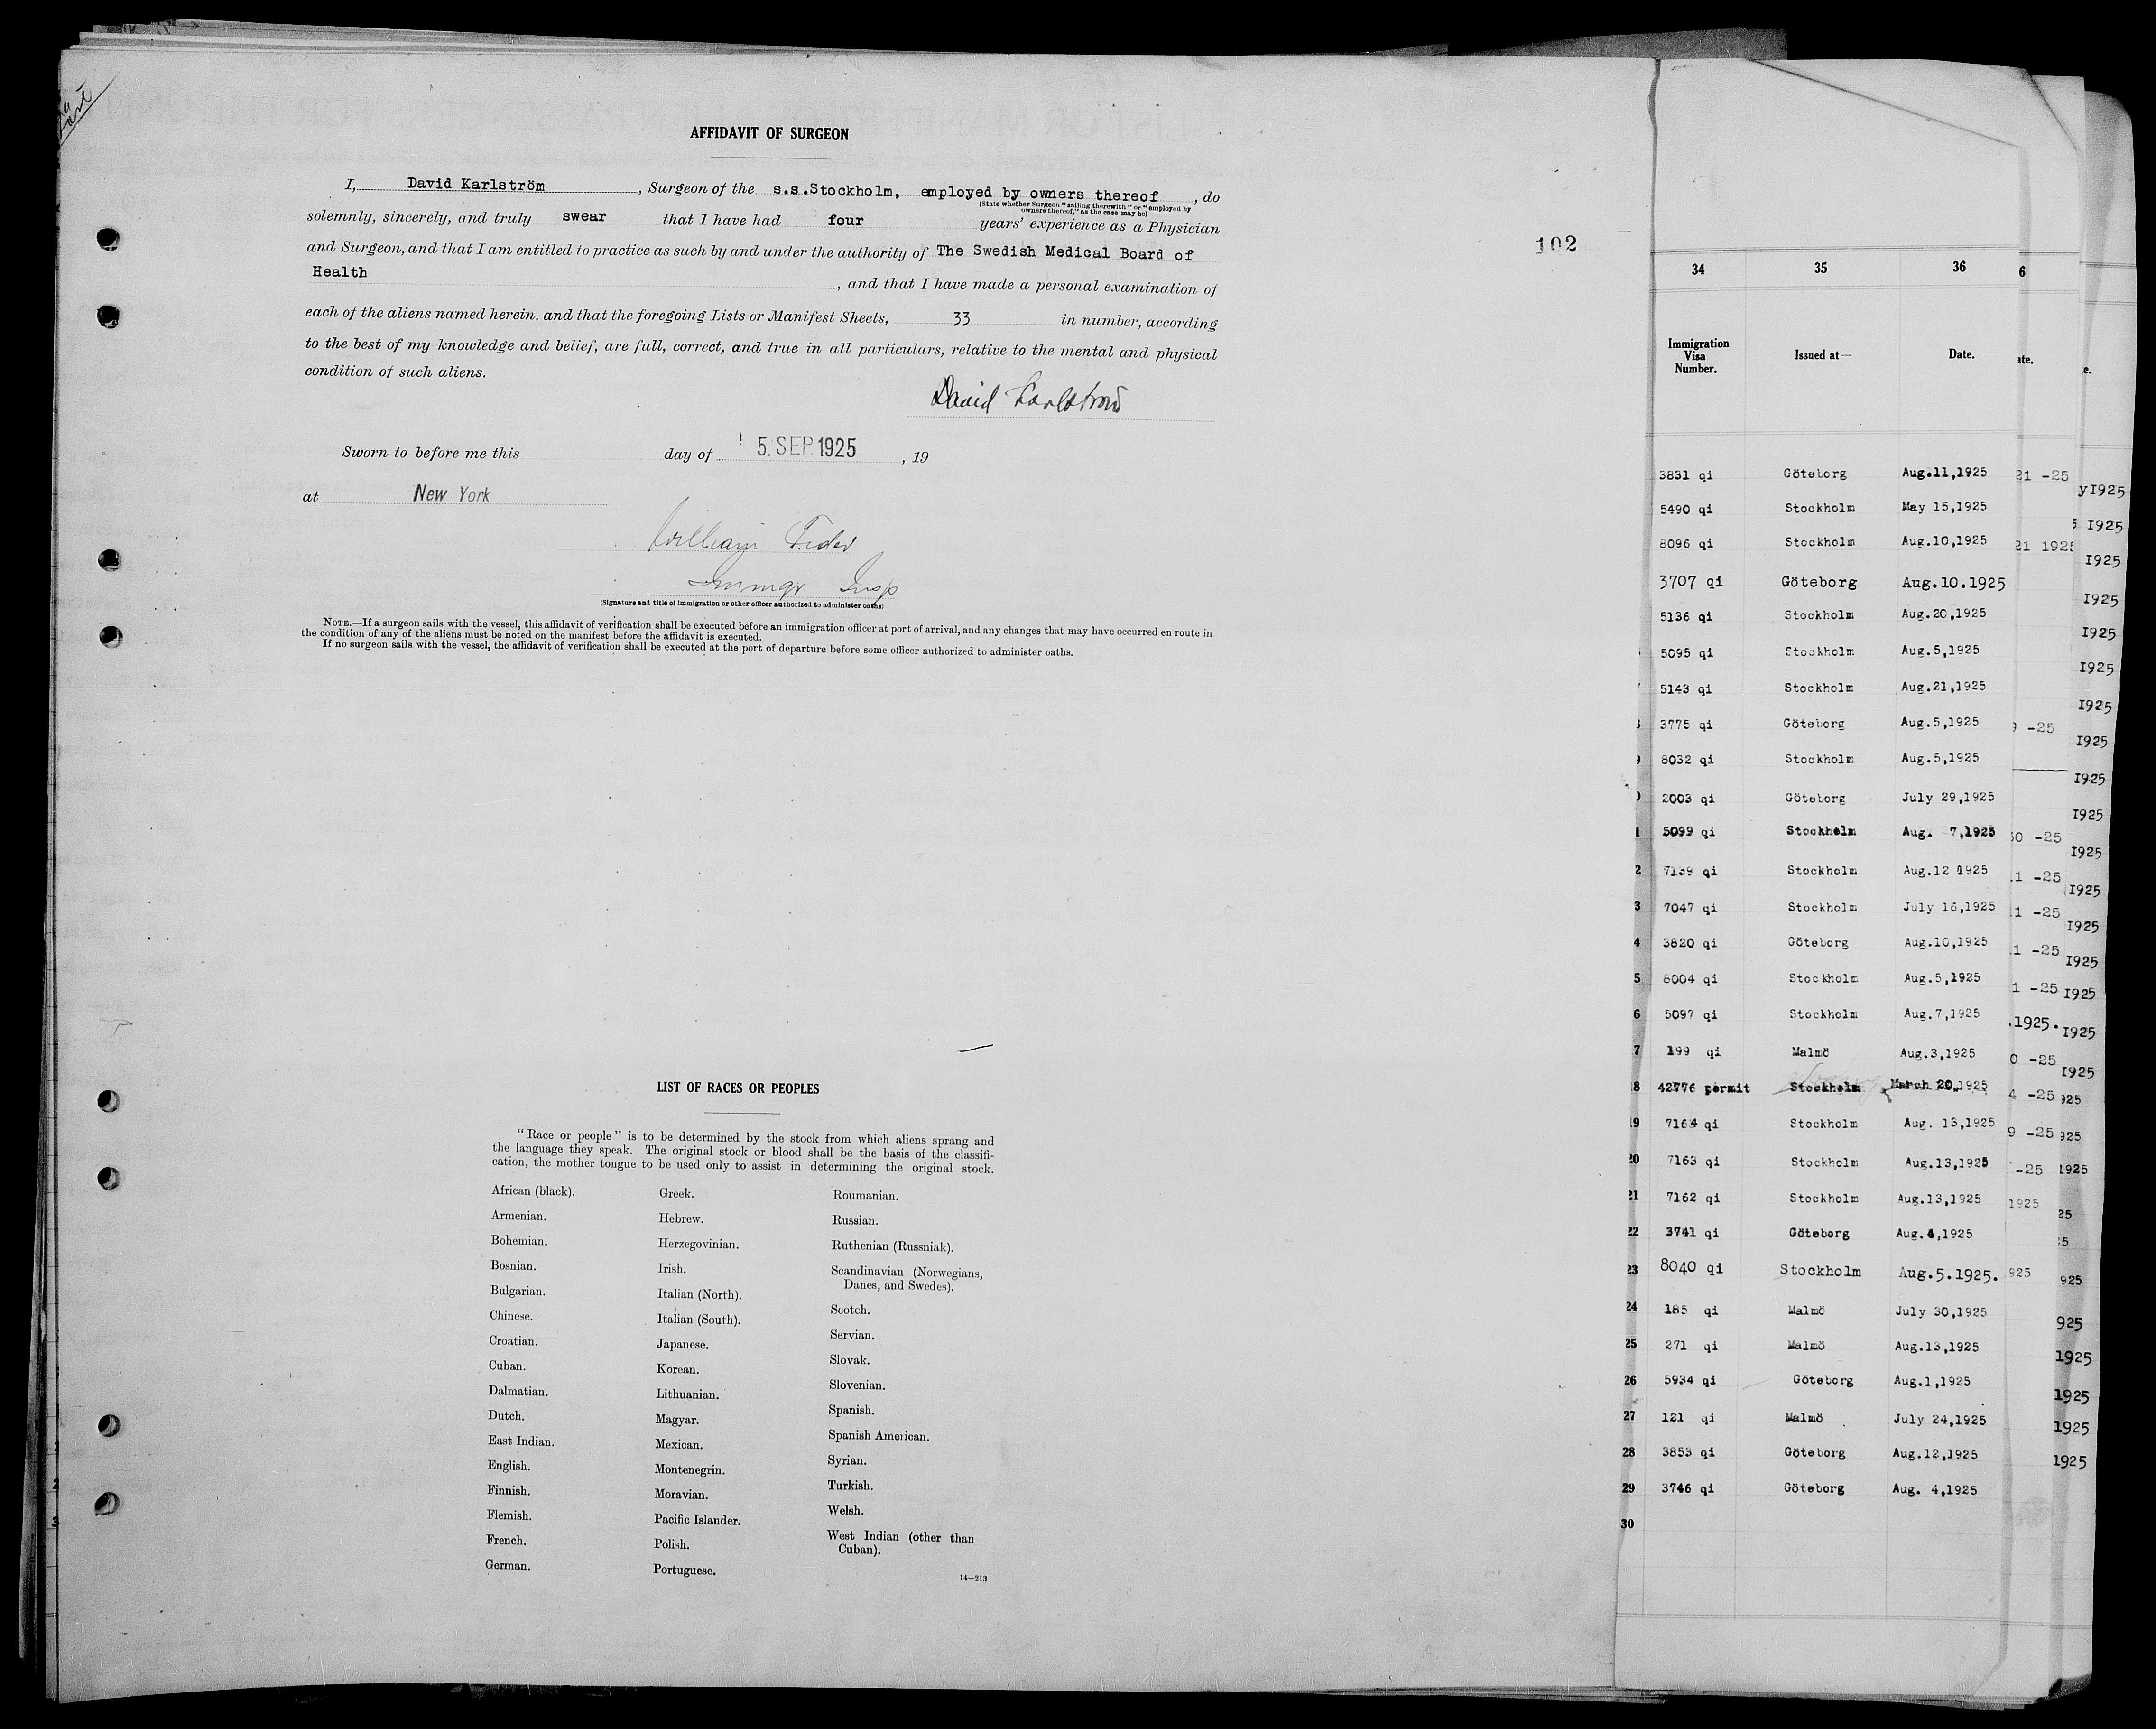 AFFIDAVIT OF SURGEON
I, David Karlström, Surgeon of the s.s.Stockholm, employed by owners thereof, do
(State whether Surgeon "sailing therewith" or "employed by
owners thereof," as the case may be)
solemnly, sincerely, and truly swear that I have had four years' experience as a Physician
and Surgeon, and that I am entitled to practice as such by and under the authority of The Swedish Medical Board of
Health, and that I have made a personal examination of
each of the aliens named herein, and that the foregoing Lists or Manifest Sheets, 33 in number, according
to the best of my knowledge and belief, are full, correct, and true in all particulars, relative to the mental and physical
condition of such aliens.
David Karlström
Sworn to before me this day of 5 SEP 1925, 19
at New York
William
Immgr Insp
(Signature and title of immigration or other officer authorized to administer oaths)
NOTE.—If a surgeon sails with the vessel, this affidavit of verification shall be executed before an immigration officer at port of arrival, and any changes that may have occurred en route in
the condition of any of the aliens must be noted on the manifest before the affidavit is executed.
If no surgeon sails with the vessel, the affidavit of verification shall be executed at the port of departure before some officer authorized to administer oaths.
102
LIST OF RACES OR PEOPLES
"Race or people" is to be determined by the stock from which aliens sprang and
the language they speak. The original stock or blood shall be the basis of the classifi-
cation, the mother tongue to be used only to assist in determining the original stock.
African (black).
Armenian.
Bohemian.
Bosnian.
Bulgarian.
Chinese.
Croatian.
Cuban.
Dalmatian.
Dutch.
East Indian.
English.
Finnish.
Flemish.
French.
German.
Greek.
Hebrew.
Herzegovinian.
Irish.
Italian (North).
Italian (South).
Japanese.
Korean.
Lithuanian.
Magyar.
Mexican.
Montenegrin.
Moravian.
Pacific Islander.
Polish.
Portuguese.
Roumanian.
Russian.
Ruthenian (Russniak).
Scandinavian (Norwegians,
Danes, and Swedes).
Scotch.
Servian.
Slovak.
Slovenian.
Spanish.
Spanish American.
Syrian.
Turkish.
Welsh.
West Indian (other than
Cuban).
14—213
34 35 36
Immigration
Visa
Number.
Issued at—
Date.
3831 qi Göteborg Aug.11,1925
5490 qi Stockholm May 15,1925
8096 qi Stockholm Aug.10,1925
3707 qi Göteborg Aug.10.1925
5136 qi Stockholm Aug.20,1925
5095 qi Stockholm Aug.5,1925
5143 qi Stockholm Aug.21,1925
3775 qi Göteborg Aug.5,1925
8032 qi Stockholm Aug.5,1925
2003 qi Göteborg July 29,1925
1 5099 qi Stockholm Aug. 7,1925
2 7139 qi Stockholm Aug.12 1925
3 7047 qi Stockholm July 16,1925
4 3820 qi Göteborg Aug.10,1925
5 8004 qi Stockholm Aug.5,1925
6 5097 qi Stockholm Aug.7,1925
7 199 qi Malmö Aug.3,1925
8 42776 permit Stockholm March 20,1925
19 7164 qi Stockholm Aug. 13,1925
20 7163 qi Stockholm Aug.13,1925
21 7162 qi Stockholm Aug.13,1925
22 3741 qi Göteborg Aug.4,1925
23 8040 qi Stockholm Aug.5.1925.
24 185 qi Malmö July 30,1925
25 271 qi Malmö Aug.13,1925
26 5934 qi Göteborg Aug.1,1925
27 121 qi Malmö July 24,1925
28 3853 qi Göteborg Aug.12,1925
29 3746 qi Göteborg Aug. 4,1925
30